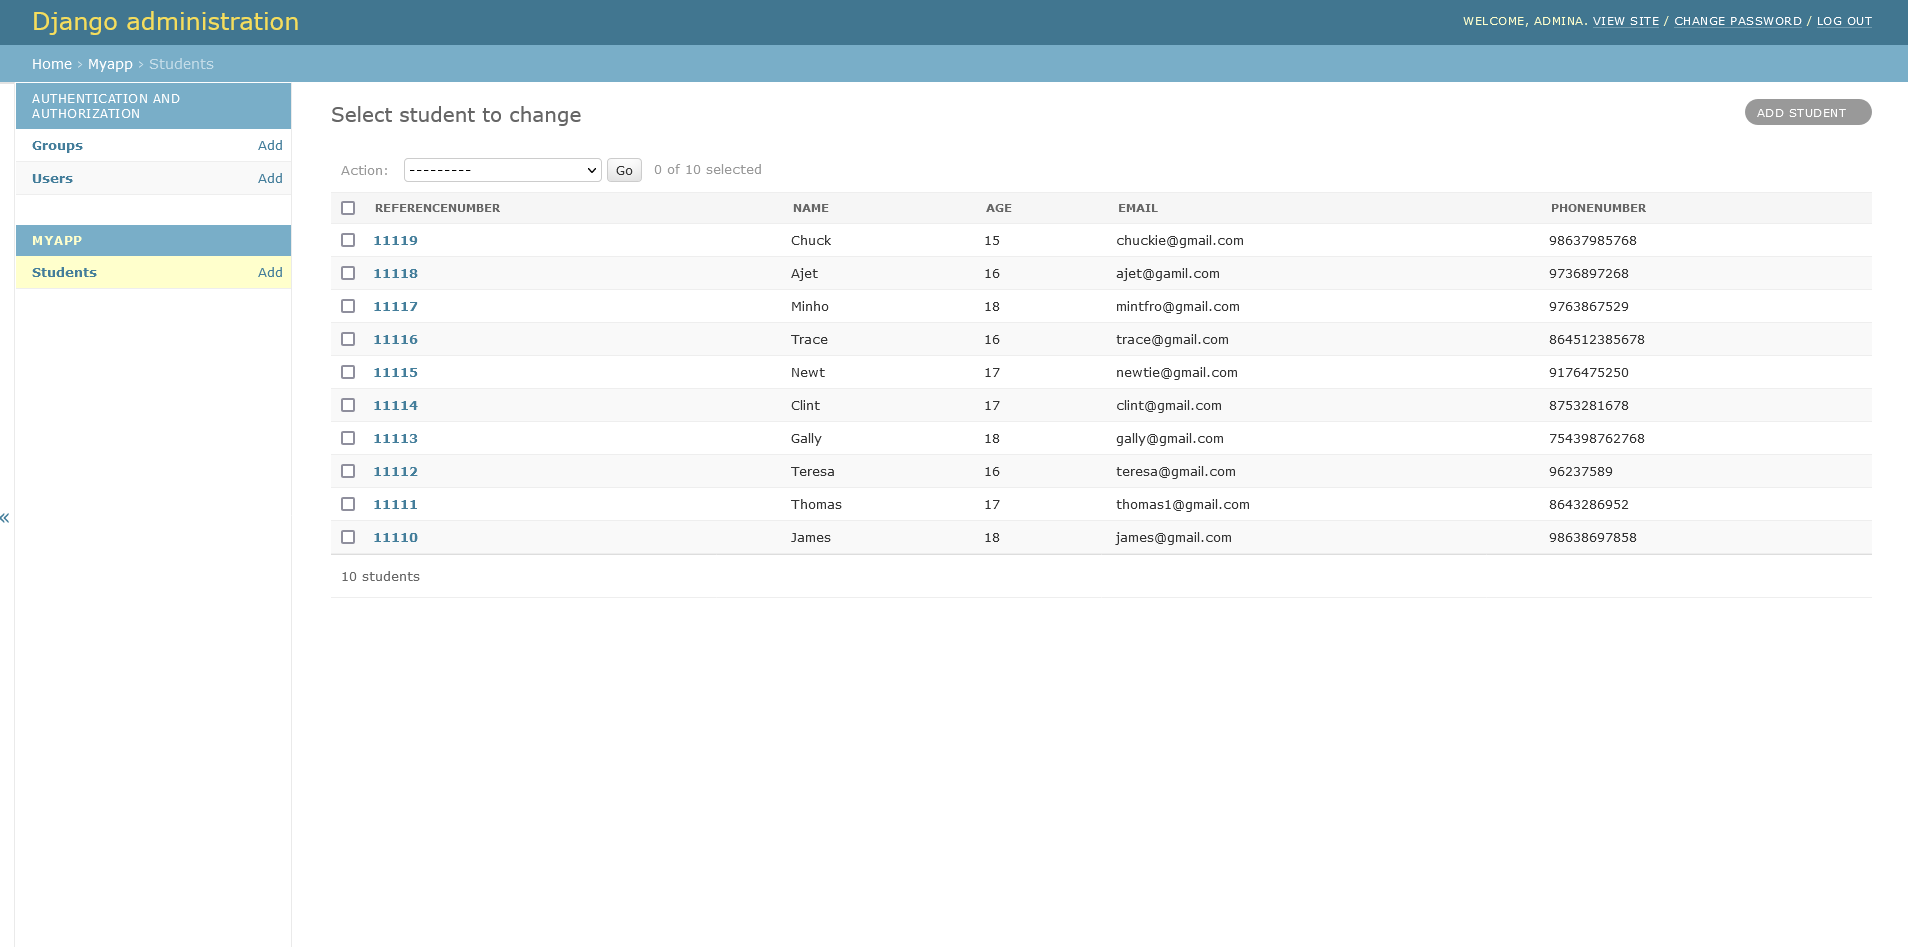 Django administration
WELCOME, ADMINA. VIEW SITE / CHANGE PASSWORD / LOG OUT
Home › Myapp › Students
AUTHENTICATION AND
AUTHORIZATION
Groups Add
Users Add
MYAPP
Students Add
«
Select student to change
ADD STUDENT
Action: --------- Go 0 of 10 selected
REFERENCENUMBER NAME AGE EMAIL PHONENUMBER
11119 Chuck 15 chuckie@gmail.com 98637985768
11118 Ajet 16 ajet@gamil.com 9736897268
11117 Minho 18 mintfro@gmail.com 9763867529
11116 Trace 16 trace@gmail.com 864512385678
11115 Newt 17 newtie@gmail.com 9176475250
11114 Clint 17 clint@gmail.com 8753281678
11113 Gally 18 gally@gmail.com 754398762768
11112 Teresa 16 teresa@gmail.com 96237589
11111 Thomas 17 thomas1@gmail.com 8643286952
11110 James 18 james@gmail.com 98638697858
10 students